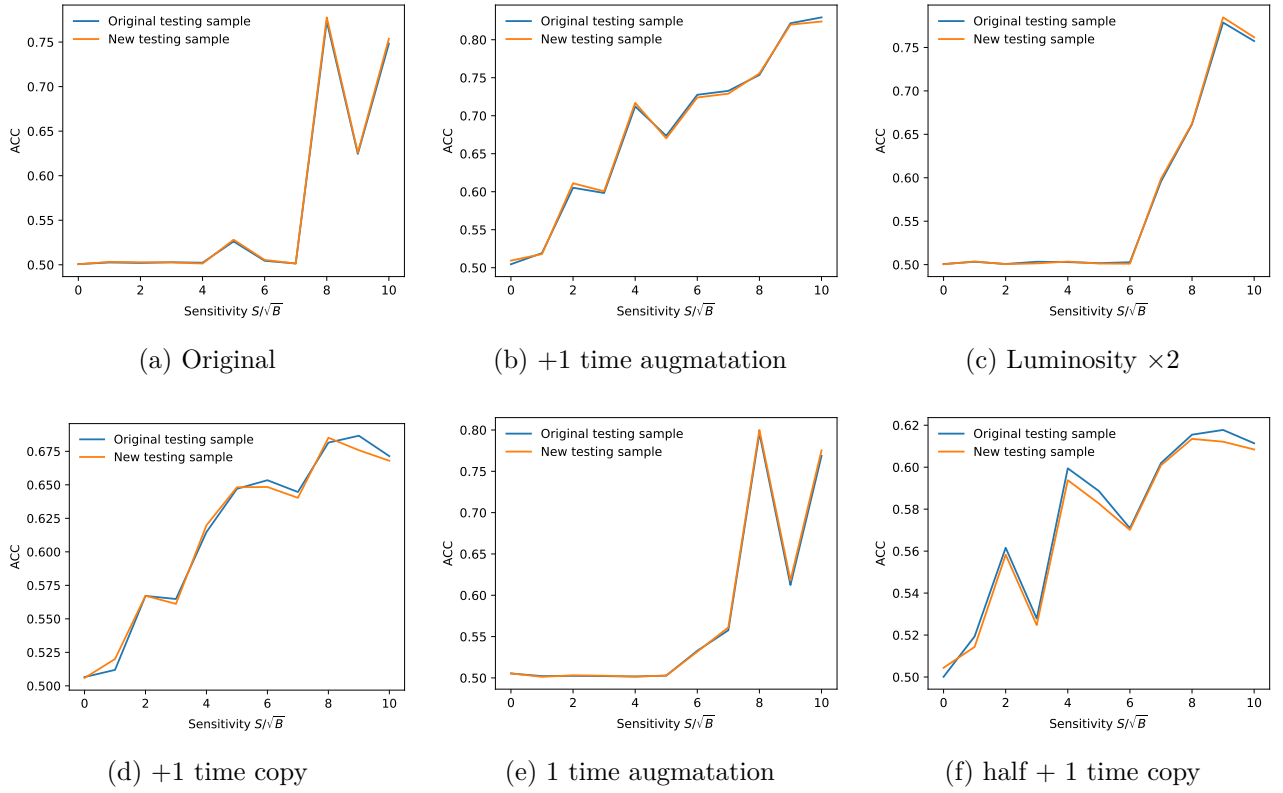 Original testing sample
New testing sample
ACC
0.75
0.70
0.65
0.60
0.55
0.50
0 2 4 6 8 10
Sensitivity S/√B
(a) Original
Original testing sample
New testing sample
ACC
0.80
0.75
0.70
0.65
0.60
0.55
0.50
0 2 4 6 8 10
Sensitivity S/√B
(b) +1 time augmatation
Original testing sample
New testing sample
ACC
0.75
0.70
0.65
0.60
0.55
0.50
0 2 4 6 8 10
Sensitivity S/√B
(c) Luminosity ×2
Original testing sample
New testing sample
ACC
0.675
0.650
0.625
0.600
0.575
0.550
0.525
0.500
0 2 4 6 8 10
Sensitivity S/√B
(d) +1 time copy
Original testing sample
New testing sample
ACC
0.80
0.75
0.70
0.65
0.60
0.55
0.50
0 2 4 6 8 10
Sensitivity S/√B
(e) 1 time augmatation
Original testing sample
New testing sample
ACC
0.62
0.60
0.58
0.56
0.54
0.52
0.50
0 2 4 6 8 10
Sensitivity S/√B
(f) half + 1 time copy